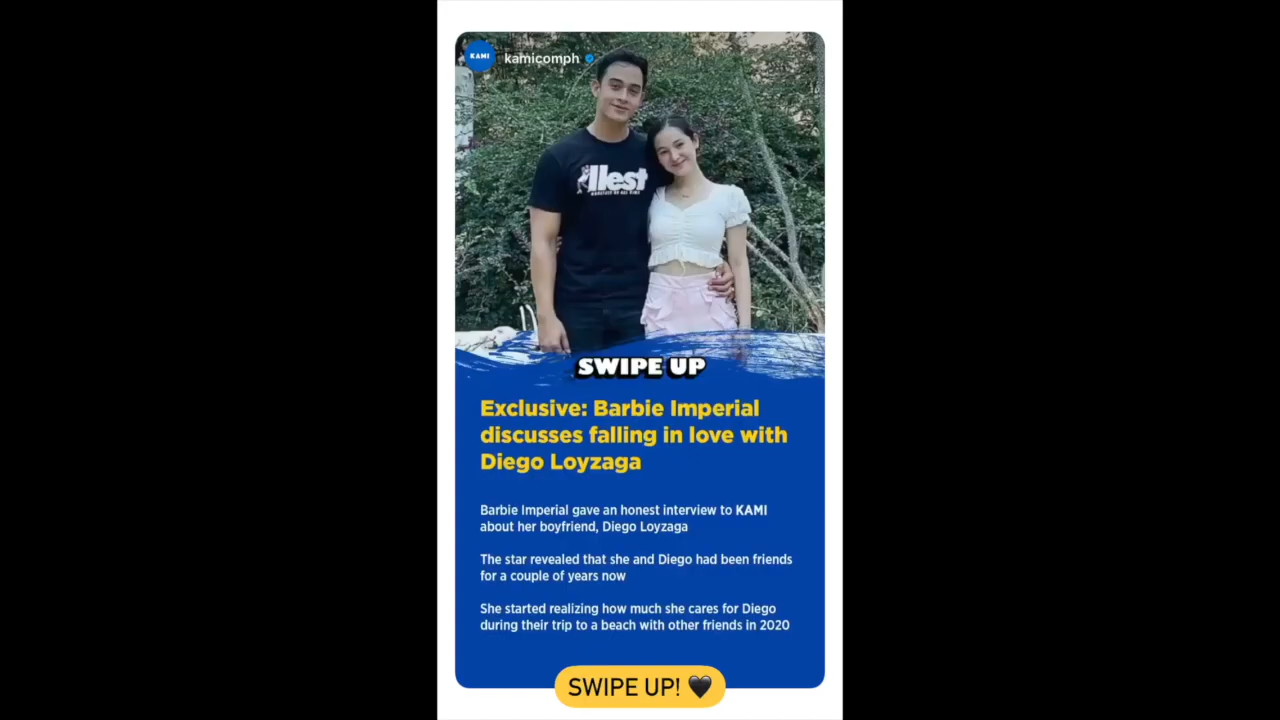 KAMI
kamicomph
illest
SWIPE UP
Exclusive: Barbie Imperial
discusses falling in love with
Diego Loyzaga
Barbie Imperial gave an honest interview to KAMI
about her boyfriend, Diego Loyzaga
The star revealed that she and Diego had been friends
for a couple of years now
She started realizing how much she cares for Diego
during their trip to a beach with other friends in 2020
SWIPE UP! 🖤